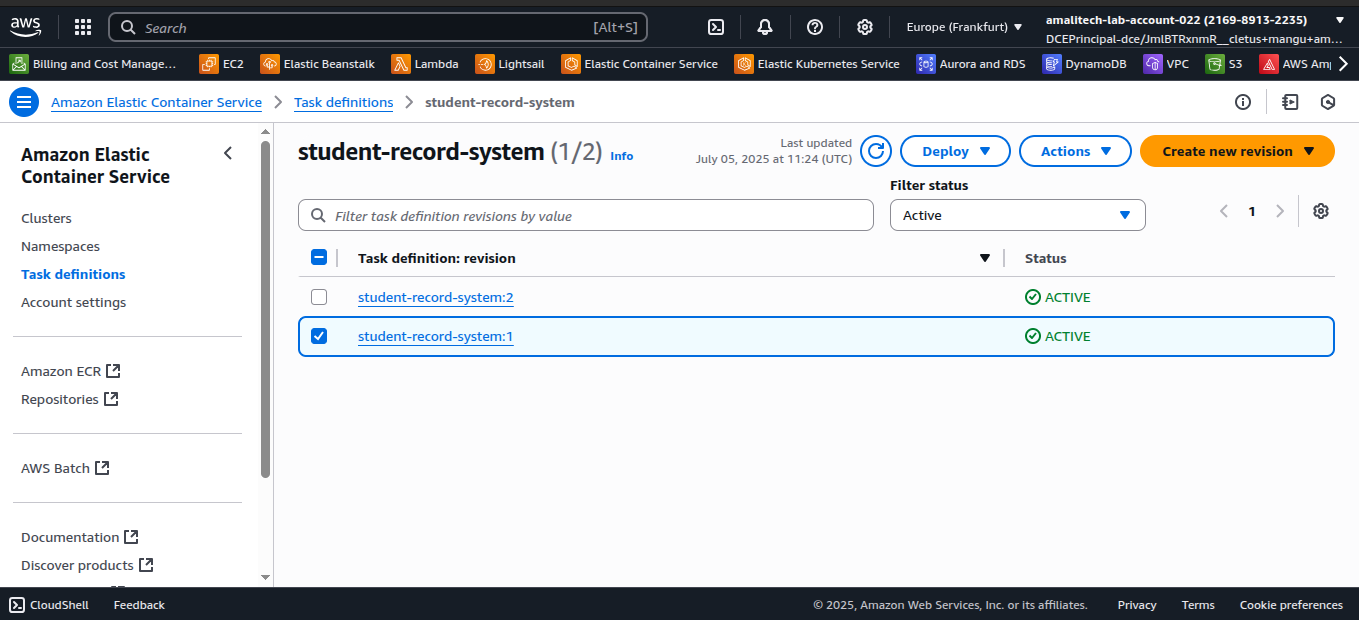 aws
Search
[Alt+S]
Europe (Frankfurt)
amalitech-lab-account-022 (2169-8913-2235)
DCEPrincipal-dce/JmlBTRxnmR__cletus+mangu+am...
Billing and Cost Manage...
EC2
Elastic Beanstalk
Lambda
Lightsail
Elastic Container Service
Elastic Kubernetes Service
Aurora and RDS
DynamoDB
VPC
S3
AWS Am
Amazon Elastic Container Service
Task definitions
student-record-system
Amazon Elastic
Container Service
Clusters
Namespaces
Task definitions
Account settings
Amazon ECR
Repositories
AWS Batch
Documentation
Discover products
student-record-system (1/2) Info
Last updated
July 05, 2025 at 11:24 (UTC)
Deploy
Actions
Create new revision
Filter status
Filter task definition revisions by value
Active
1
Task definition: revision
Status
student-record-system:2
ACTIVE
student-record-system:1
ACTIVE
CloudShell
Feedback
© 2025, Amazon Web Services, Inc. or its affiliates.
Privacy
Terms
Cookie preferences